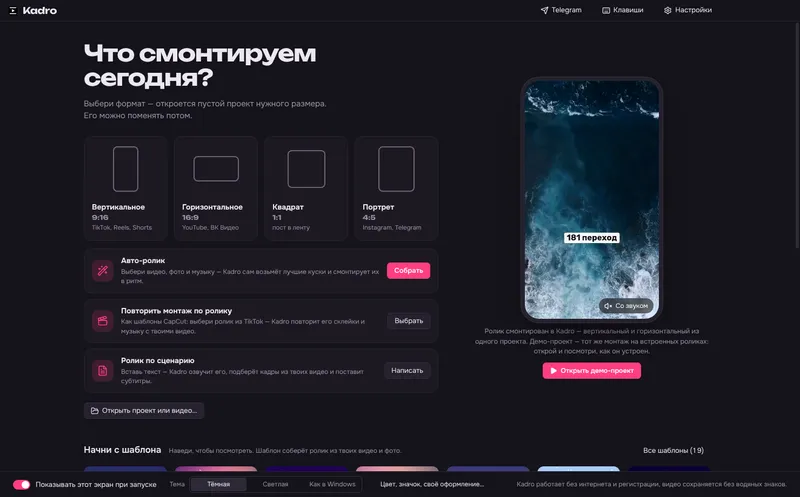 Kadro
Telegram
Клавиши
Настройки
Что смонтируем
сегодня?
Выбери формат — откроется пустой проект нужного размера.
Его можно поменять потом.
Вертикальное
9:16
TikTok, Reels, Shorts
Горизонтальное
16:9
YouTube, ВК Видео
Квадрат
1:1
пост в ленту
Портрет
4:5
Instagram, Telegram
Авто-ролик
Выбери видео, фото и музыку — Kadro сам возьмёт лучшие куски и смонтирует их
в ритм.
Собрать
Повторить монтаж по ролику
Как шаблоны CapCut: выбери ролик из TikTok — Kadro повторит его склейки и
музыку с твоими видео.
Выбрать
Ролик по сценарию
Вставь текст — Kadro озвучит его, подберёт кадры из твоих видео и поставит
субтитры.
Написать
Открыть проект или видео...
181 переход
Со звуком
Ролик смонтирован в Kadro — вертикальный и горизонтальный из
одного проекта. Демо-проект — тот же монтаж на встроенных роликах:
открой и посмотри, как он устроен.
Открыть демо-проект
Начни с шаблона
Наведи, чтобы посмотреть. Шаблон соберёт ролик из твоих видео и фото.
Все шаблоны (19)
Показывать этот экран при запуске
Тема
Тёмная
Светлая
Как в Windows
Цвет, значок, своё оформление...
Kadro работает без интернета и регистрации, видео сохраняется без водяных знаков.